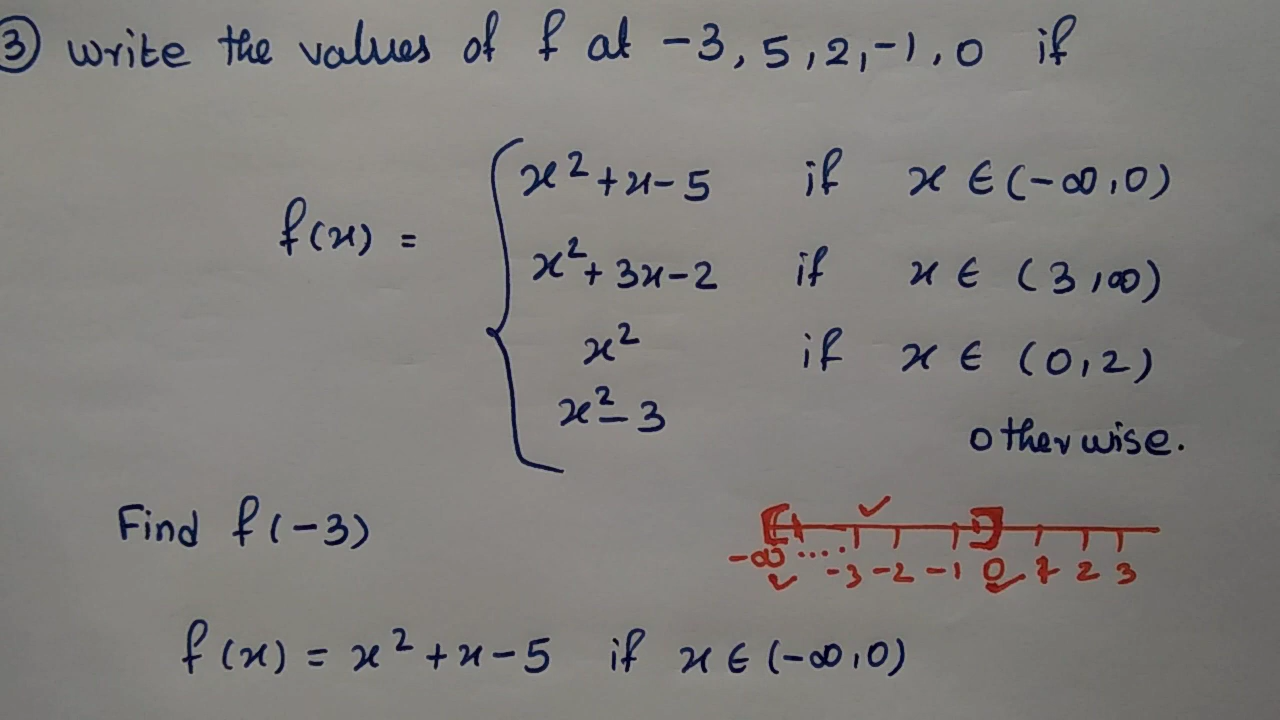 ③ write the values of f at -3, 5, 2, -1, 0 if
f(x) = { x² + x - 5 if x ∈ (-∞, 0)
x² + 3x - 2 if x ∈ (3, ∞)
x² if x ∈ (0, 2)
x² - 3 otherwise.
Find f(-3)
-∞ .... -3 -2 -1 0 1 2 3
f(x) = x² + x - 5 if x ∈ (-∞, 0)